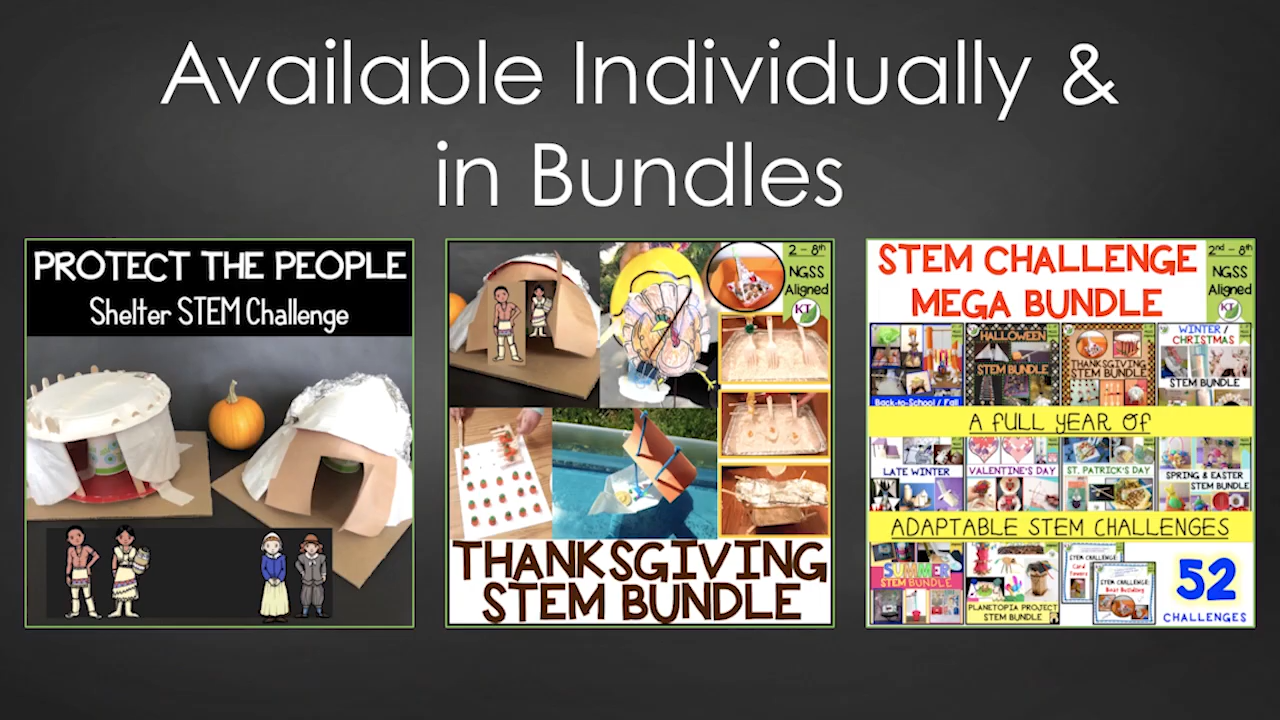 Available Individually &
in Bundles
PROTECT THE PEOPLE
Shelter STEM Challenge
2 – 8th
NGSS
Aligned
KT
THANKSGIVING
STEM BUNDLE
STEM CHALLENGE
MEGA BUNDLE
2nd – 8th
NGSS
Aligned
KT
Back-to-School / Fall
HALLOWEEN
STEM BUNDLE
THANKSGIVING
STEM BUNDLE
WINTER /
CHRISTMAS
STEM BUNDLE
A FULL YEAR OF
LATE WINTER
VALENTINE'S DAY
ST. PATRICK'S DAY
SPRING & EASTER
STEM BUNDLE
ADAPTABLE STEM CHALLENGES
SUMMER
STEM BUNDLE
PLANETOPIA PROJECT
STEM BUNDLE
STEM CHALLENGE:
Card
Towers
STEM CHALLENGE:
Boat Building
52
CHALLENGES